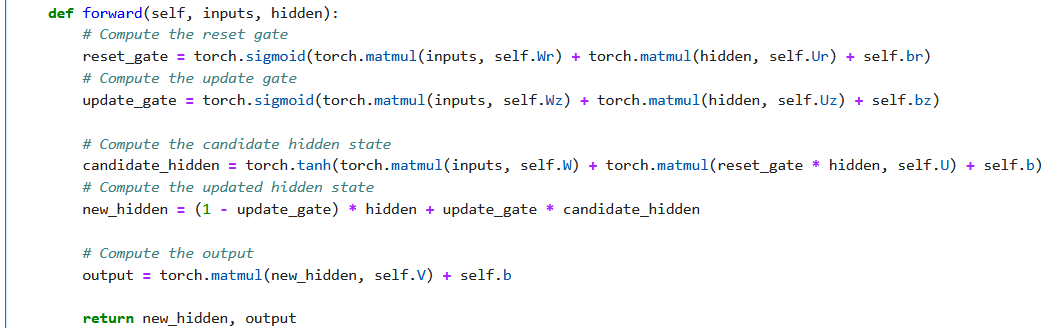 def forward(self, inputs, hidden):
# Compute the reset gate
reset_gate = torch.sigmoid(torch.matmul(inputs, self.Wr) + torch.matmul(hidden, self.Ur) + self.br)
# Compute the update gate
update_gate = torch.sigmoid(torch.matmul(inputs, self.Wz) + torch.matmul(hidden, self.Uz) + self.bz)
# Compute the candidate hidden state
candidate_hidden = torch.tanh(torch.matmul(inputs, self.W) + torch.matmul(reset_gate * hidden, self.U) + self.b)
# Compute the updated hidden state
new_hidden = (1 - update_gate) * hidden + update_gate * candidate_hidden
# Compute the output
output = torch.matmul(new_hidden, self.V) + self.b
return new_hidden, output